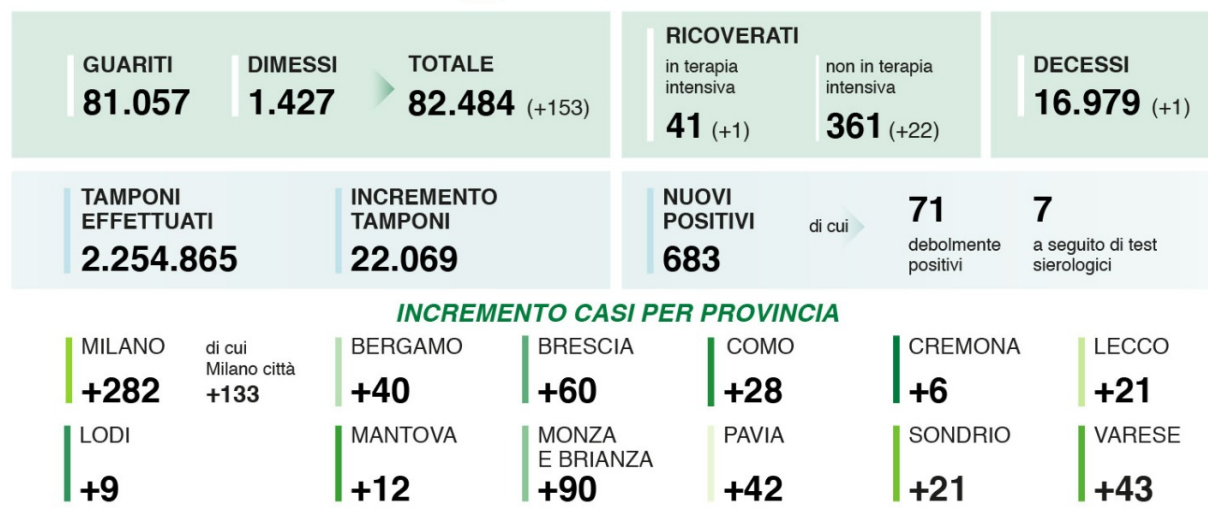 GUARITI
81.057
DIMESSI
1.427
TOTALE
82.484 (+153)
RICOVERATI
in terapia
intensiva
41 (+1)
non in terapia
intensiva
361 (+22)
DECESSI
16.979 (+1)
TAMPONI
EFFETTUATI
2.254.865
INCREMENTO
TAMPONI
22.069
NUOVI
POSITIVI
683
di cui
71
debolmente
positivi
7
a seguito di test
sierologici
INCREMENTO CASI PER PROVINCIA
MILANO
+282
di cui
Milano città
+133
BERGAMO
+40
BRESCIA
+60
COMO
+28
CREMONA
+6
LECCO
+21
LODI
+9
MANTOVA
+12
MONZA
E BRIANZA
+90
PAVIA
+42
SONDRIO
+21
VARESE
+43